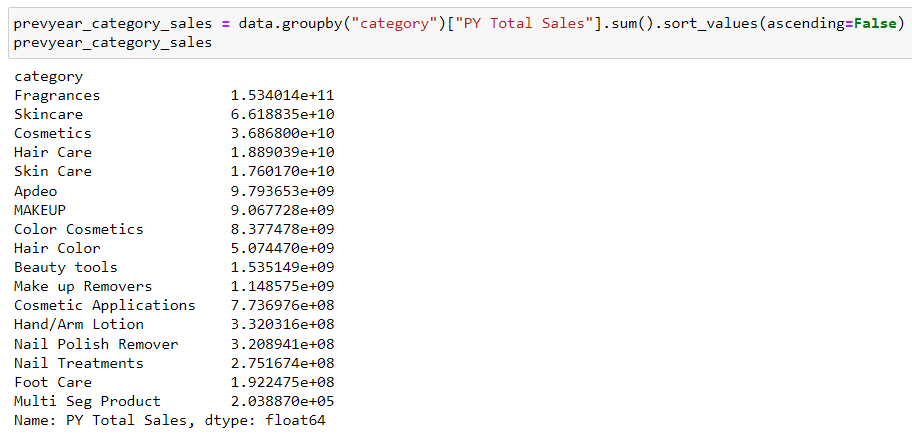 prevyear_category_sales = data.groupby("category")["PY Total Sales"].sum().sort_values(ascending=False)
prevyear_category_sales
category
Fragrances 1.534014e+11
Skincare 6.618835e+10
Cosmetics 3.686800e+10
Hair Care 1.889039e+10
Skin Care 1.760170e+10
Apdeo 9.793653e+09
MAKEUP 9.067728e+09
Color Cosmetics 8.377478e+09
Hair Color 5.074470e+09
Beauty tools 1.535149e+09
Make up Removers 1.148575e+09
Cosmetic Applications 7.736976e+08
Hand/Arm Lotion 3.320316e+08
Nail Polish Remover 3.208941e+08
Nail Treatments 2.751674e+08
Foot Care 1.922475e+08
Multi Seg Product 2.038870e+05
Name: PY Total Sales, dtype: float64